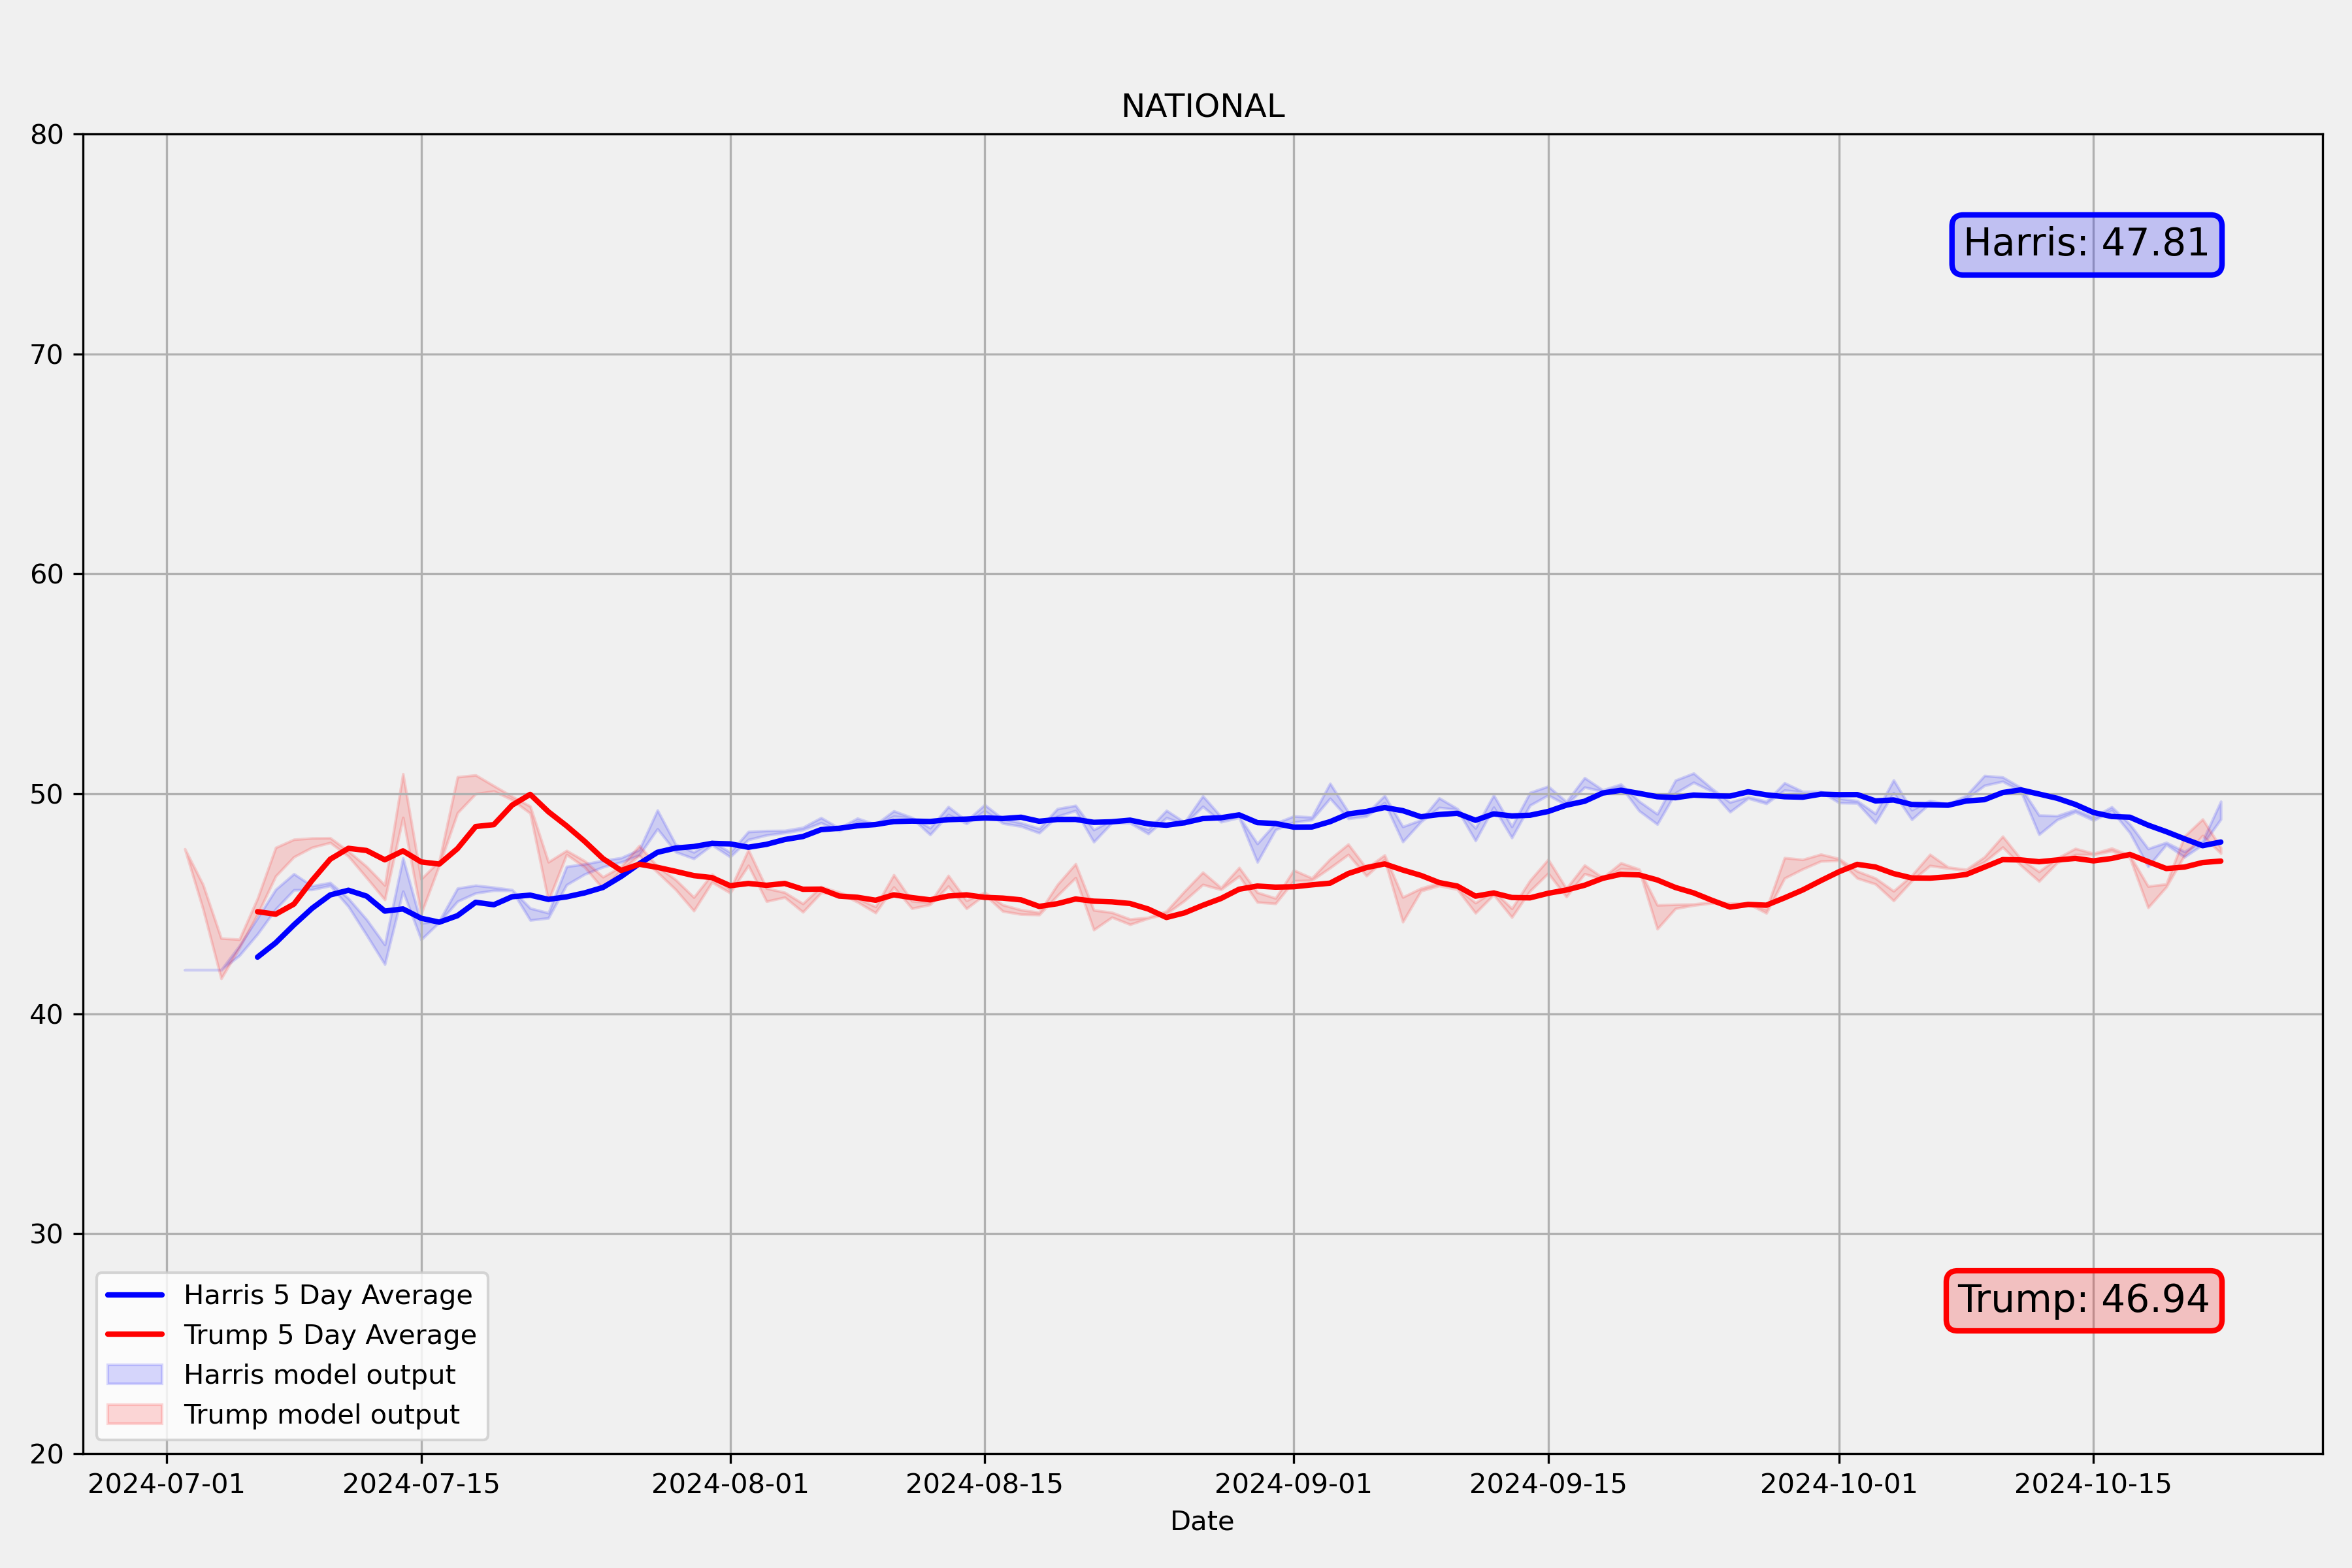 NATIONAL
80
70
60
50
40
30
20
Harris: 47.81
Trump: 46.94
Harris 5 Day Average
Trump 5 Day Average
Harris model output
Trump model output
2024-07-01 2024-07-15 2024-08-01 2024-08-15 2024-09-01 2024-09-15 2024-10-01 2024-10-15
Date